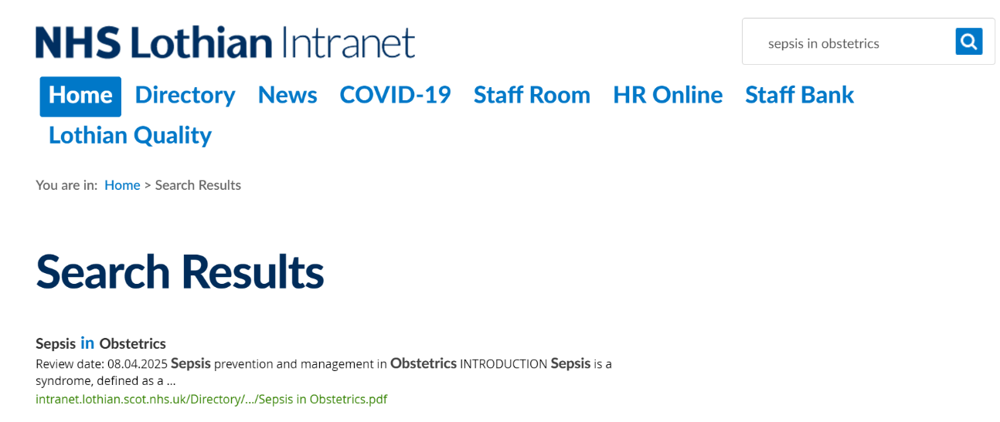 NHS Lothian Intranet
sepsis in obstetrics
Home Directory News COVID-19 Staff Room HR Online Staff Bank
Lothian Quality
You are in: Home > Search Results
Search Results
Sepsis in Obstetrics
Review date: 08.04.2025 Sepsis prevention and management in Obstetrics INTRODUCTION Sepsis is a
syndrome, defined as a ...
intranet.lothian.scot.nhs.uk/Directory/.../Sepsis in Obstetrics.pdf